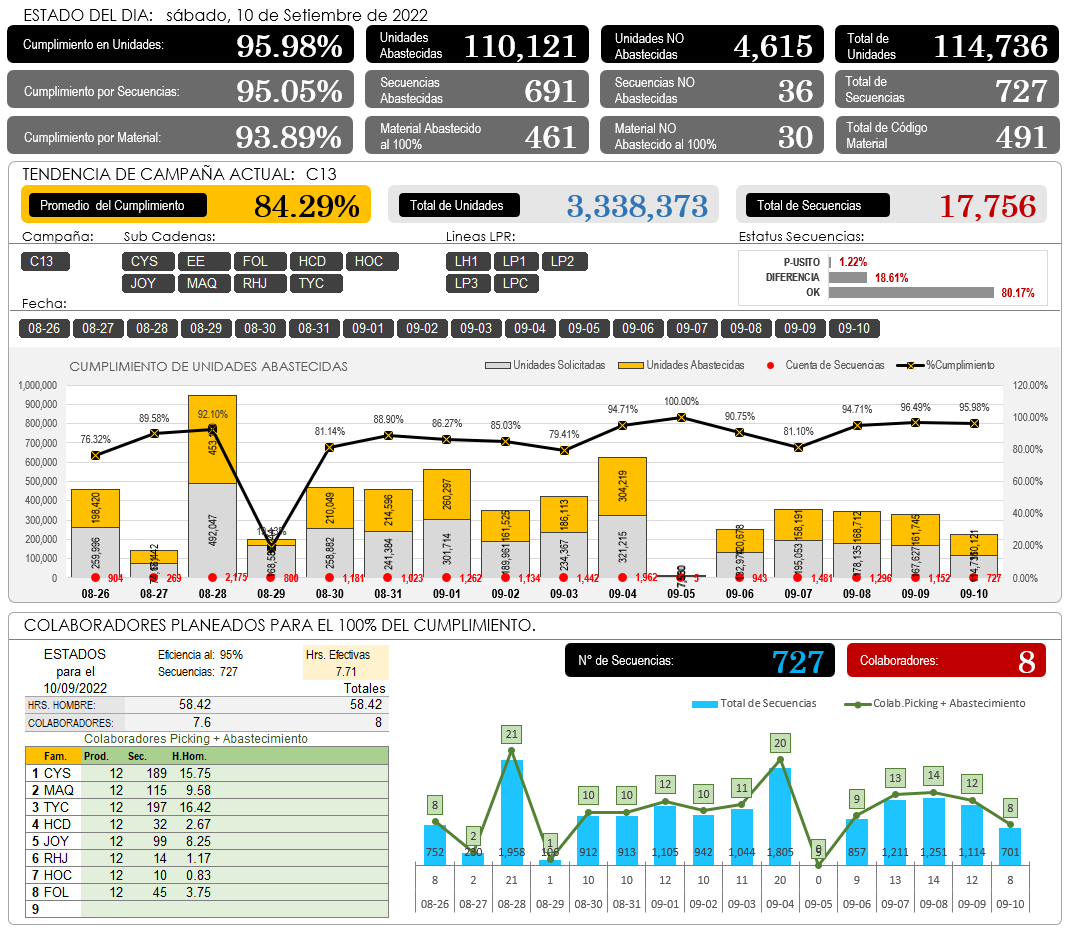 ESTADO DEL DIA: sábado, 10 de Setiembre de 2022
Cumplimiento en Unidades: 95.98%
Unidades Abastecidas 110,121
Unidades NO Abastecidas 4,615
Total de Unidades 114,736
Cumplimiento por Secuencias: 95.05%
Secuencias Abastecidas 691
Secuencias NO Abastecidas 36
Total de Secuencias 727
Cumplimiento por Material: 93.89%
Material Abastecido al 100% 461
Material NO Abastecido al 100% 30
Total de Código Material 491
TENDENCIA DE CAMPAÑA ACTUAL: C13
Promedio del Cumplimiento 84.29%
Total de Unidades 3,338,373
Total de Secuencias 17,756
Campaña: Sub Cadenas: Lineas LPR: Estatus Secuencias:
C13 CYS EE FOL HCD HOC LH1 LP1 LP2
JOY MAQ RHJ TYC LP3 LPC
P-USITO 1.22%
DIFERENCIA 18.61%
OK 80.17%
Fecha:
08-26 08-27 08-28 08-29 08-30 08-31 09-01 09-02 09-03 09-04 09-05 09-06 09-07 09-08 09-09 09-10
CUMPLIMIENTO DE UNIDADES ABASTECIDAS
Unidades Solicitadas Unidades Abastecidas Cuenta de Secuencias %Cumplimiento
1,000,000
900,000
800,000
700,000
600,000
500,000
400,000
300,000
200,000
100,000
0
120.00%
100.00%
80.00%
60.00%
40.00%
20.00%
0.00%
76.32% 89.58% 92.10% 81.14% 88.90% 86.27% 85.03% 79.41% 94.71% 100.00% 90.75% 81.10% 94.71% 96.49% 95.98%
198,420 210,049 214,596 260,297 161,525 186,113 304,219 158,191 168,712 161,745
259,996 492,047 258,882 241,384 301,714 189,961 234,367 321,215 195,053 178,135 167,627
904 269 2,175 800 1,181 1,023 1,262 1,134 1,442 1,962 5 943 1,481 1,296 1,152 727
08-26 08-27 08-28 08-29 08-30 08-31 09-01 09-02 09-03 09-04 09-05 09-06 09-07 09-08 09-09 09-10
COLABORADORES PLANEADOS PARA EL 100% DEL CUMPLIMIENTO.
ESTADOS para el 10/09/2022
Eficiencia al: 95%
Secuencias: 727
Hrs. Efectivas
7.71
Totales
HRS. HOMBRE: 58.42 58.42
COLABORADORES: 7.6 8
Colaboradores Picking + Abastecimiento
Fam. Prod. Sec. H.Hom.
1 CYS 12 189 15.75
2 MAQ 12 115 9.58
3 TYC 12 197 16.42
4 HCD 12 32 2.67
5 JOY 12 99 8.25
6 RHJ 12 14 1.17
7 HOC 12 10 0.83
8 FOL 12 45 3.75
9
N° de Secuencias: 727
Colaboradores: 8
Total de Secuencias Colab.Picking + Abastecimiento
8 2 21 1 10 10 12 10 11 20 9 13 14 12 8
752 1,958 912 913 1,105 942 1,044 1,805 857 1,211 1,251 1,114 701
8 2 21 1 10 10 12 10 11 20 0 9 13 14 12 8
08-26 08-27 08-28 08-29 08-30 08-31 09-01 09-02 09-03 09-04 09-05 09-06 09-07 09-08 09-09 09-10